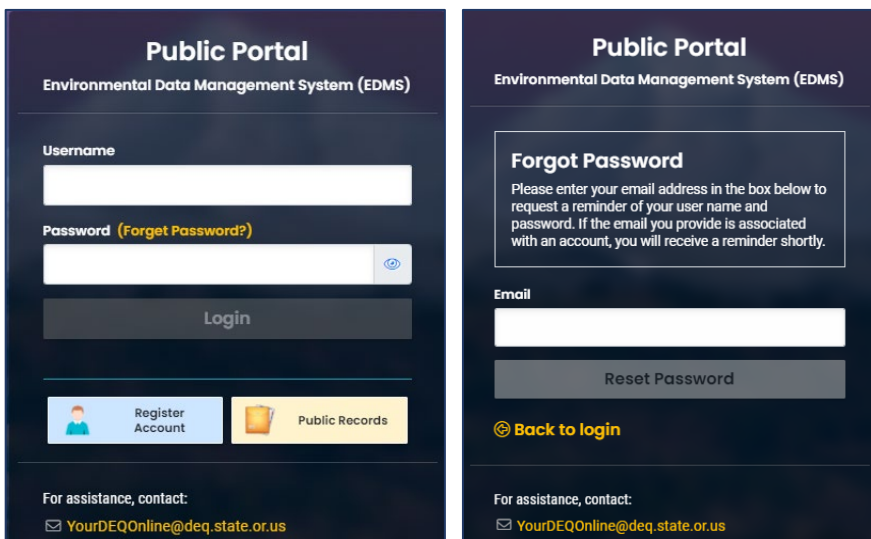 Public Portal
Environmental Data Management System (EDMS)
Username
Password (Forget Password?)
Login
Register
Account
Public Records
For assistance, contact:
YourDEQOnline@deq.state.or.us
Public Portal
Environmental Data Management System (EDMS)
Forgot Password
Please enter your email address in the box below to
request a reminder of your user name and
password. If the email you provide is associated
with an account, you will receive a reminder shortly.
Email
Reset Password
Back to login
For assistance, contact:
YourDEQOnline@deq.state.or.us